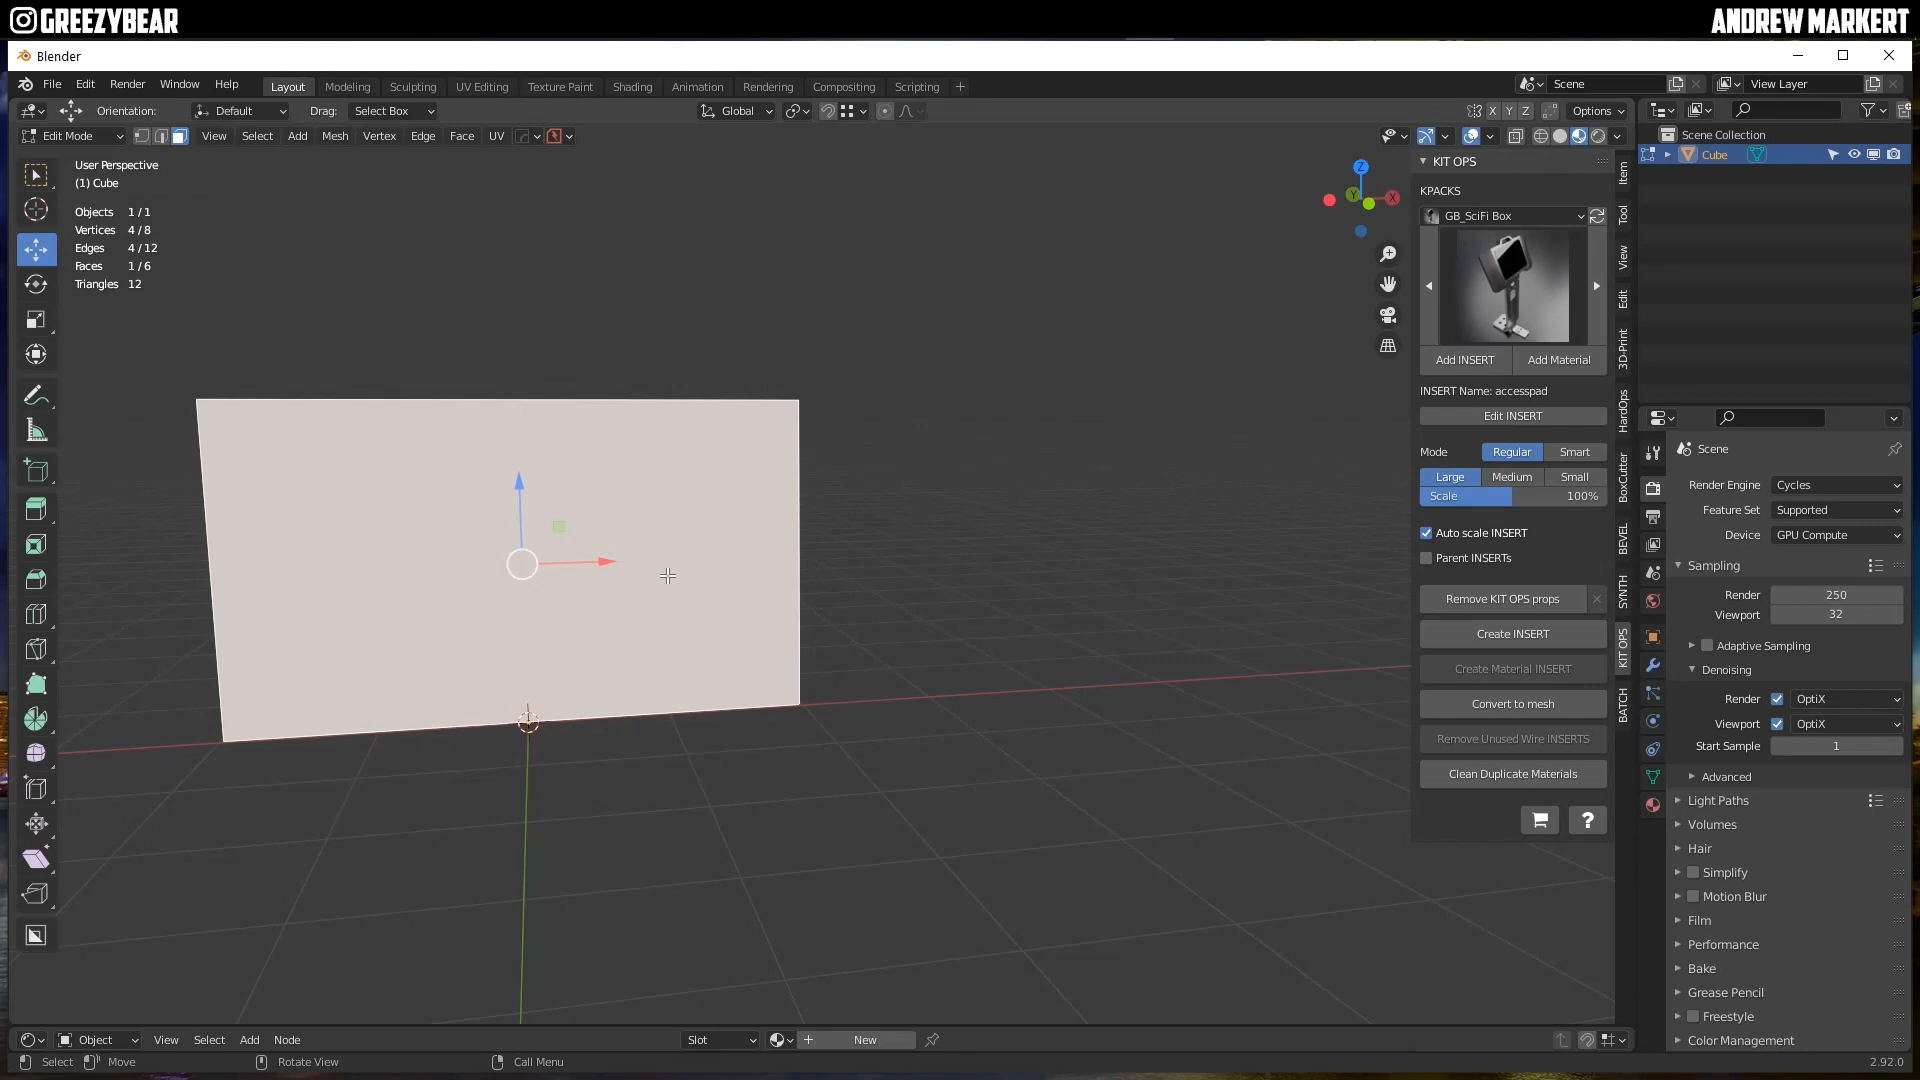 GREEZYBEAR
ANDREW MARKERT
Blender
File Edit Render Window Help
Layout Modeling Sculpting UV Editing Texture Paint Shading Animation Rendering Compositing Scripting +
Scene
View Layer
Orientation: Default Drag: Select Box
Global
X Y Z Options
Edit Mode View Select Add Mesh Vertex Edge Face UV
Scene Collection
Cube
User Perspective
(1) Cube
Objects 1 / 1
Vertices 4 / 8
Edges 4 / 12
Faces 1 / 6
Triangles 12
Z
Y
X
KIT OPS
KPACKS
GB_SciFi Box
Add INSERT Add Material
INSERT Name: accesspad
Edit INSERT
Mode Regular Smart
Large Medium Small
Scale 100%
Auto scale INSERT
Parent INSERTs
Remove KIT OPS props
Create INSERT
Create Material INSERT
Convert to mesh
Remove Unused Wire INSERTS
Clean Duplicate Materials
?
Item
Tool
View
Edit
3D-Print
HardOps
BoxCutter
BEVEL
SYNTH
KIT OPS
BATCH
Scene
Render Engine Cycles
Feature Set Supported
Device GPU Compute
Sampling
Render 250
Viewport 32
Adaptive Sampling
Denoising
Render OptiX
Viewport OptiX
Start Sample 1
Advanced
Light Paths
Volumes
Hair
Simplify
Motion Blur
Film
Performance
Bake
Grease Pencil
Freestyle
Color Management
Object View Select Add Node
Slot
New
Select Move Rotate View Call Menu
2.92.0